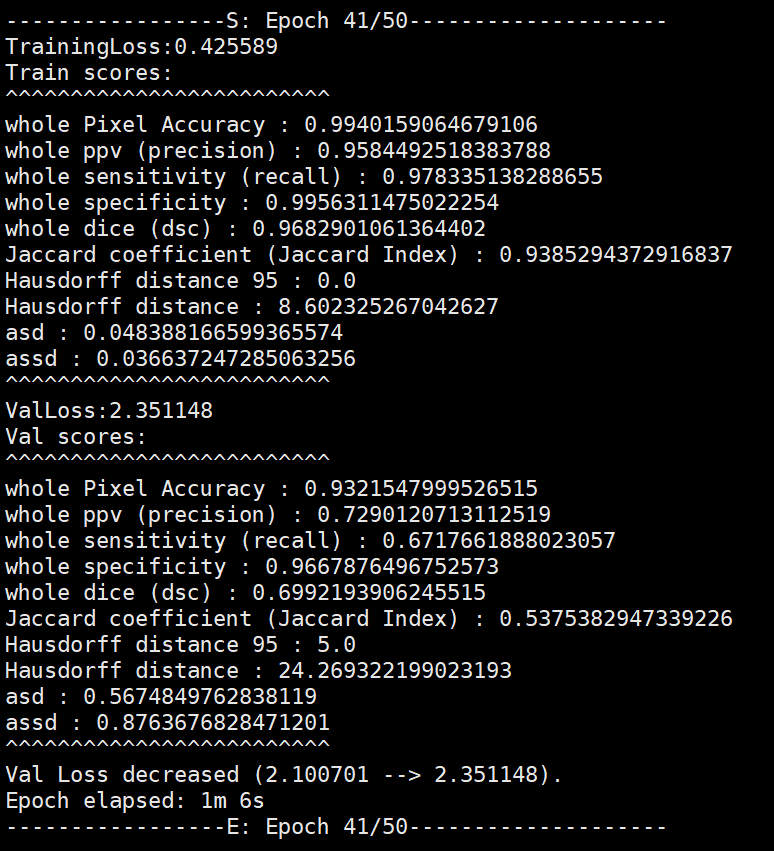 -----------------S: Epoch 41/50--------------------
TrainingLoss:0.425589
Train scores:
^^^^^^^^^^^^^^^^^^^^^^^^^
whole Pixel Accuracy : 0.9940159064679106
whole ppv (precision) : 0.9584492518383788
whole sensitivity (recall) : 0.978335138288655
whole specificity : 0.9956311475022254
whole dice (dsc) : 0.9682901061364402
Jaccard coefficient (Jaccard Index) : 0.9385294372916837
Hausdorff distance 95 : 0.0
Hausdorff distance : 8.602325267042627
asd : 0.048388166599365574
assd : 0.036637247285063256
^^^^^^^^^^^^^^^^^^^^^^^^^
ValLoss:2.351148
Val scores:
^^^^^^^^^^^^^^^^^^^^^^^^^
whole Pixel Accuracy : 0.9321547999526515
whole ppv (precision) : 0.7290120713112519
whole sensitivity (recall) : 0.6717661888023057
whole specificity : 0.9667876496752573
whole dice (dsc) : 0.6992193906245515
Jaccard coefficient (Jaccard Index) : 0.5375382947339226
Hausdorff distance 95 : 5.0
Hausdorff distance : 24.269322199023193
asd : 0.5674849762838119
assd : 0.8763676828471201
^^^^^^^^^^^^^^^^^^^^^^^^^
Val Loss decreased (2.100701 --> 2.351148).
Epoch elapsed: 1m 6s
-----------------E: Epoch 41/50--------------------